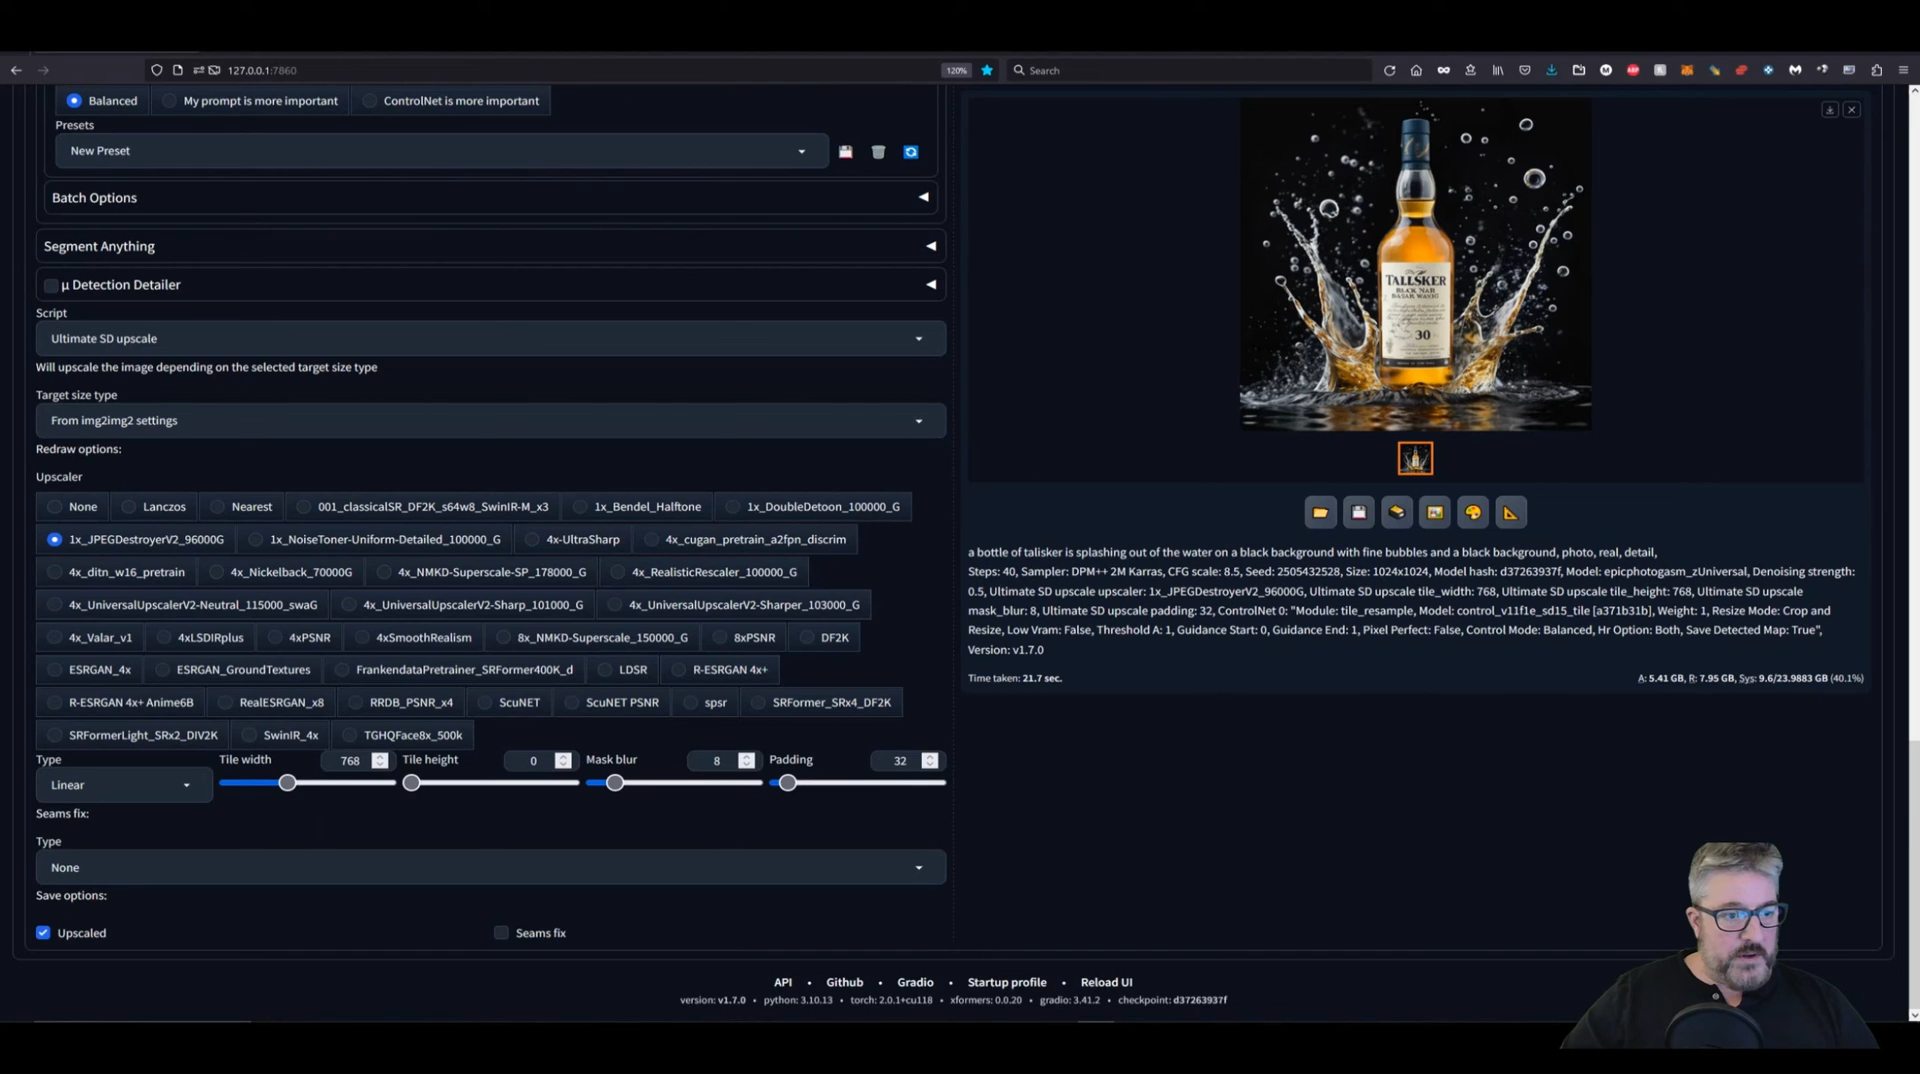 127.0.0.1:7860
120%
Search
Balanced
My prompt is more important
ControlNet is more important
Presets
New Preset
Batch Options
Segment Anything
µ Detection Detailer
Script
Ultimate SD upscale
Will upscale the image depending on the selected target size type
Target size type
From img2img2 settings
Redraw options:
Upscaler
None
Lanczos
Nearest
001_classicalSR_DF2K_s64w8_SwinIR-M_x3
1x_Bendel_Halftone
1x_DoubleDetoon_100000_G
1x_JPEGDestroyerV2_96000G
1x_NoiseToner-Uniform-Detailed_100000_G
4x-UltraSharp
4x_cugan_pretrain_a2fpn_discrim
4x_ditn_w16_pretrain
4x_Nickelback_70000G
4x_NMKD-Superscale-SP_178000_G
4x_RealisticRescaler_100000_G
4x_UniversalUpscalerV2-Neutral_115000_swaG
4x_UniversalUpscalerV2-Sharp_101000_G
4x_UniversalUpscalerV2-Sharper_103000_G
4x_Valar_v1
4xLSDIRplus
4xPSNR
4xSmoothRealism
8x_NMKD-Superscale_150000_G
8xPSNR
DF2K
ESRGAN_4x
ESRGAN_GroundTextures
FrankendataPretrainer_SRFormer400K_d
LDSR
R-ESRGAN 4x+
R-ESRGAN 4x+ Anime6B
RealESRGAN_x8
RRDB_PSNR_x4
ScuNET
ScuNET PSNR
spsr
SRFormer_SRx4_DF2K
SRFormerLight_SRx2_DIV2K
SwinIR_4x
TGHQFace8x_500k
Type
Linear
Tile width
768
Tile height
0
Mask blur
8
Padding
32
Seams fix:
Type
None
Save options:
Upscaled
Seams fix
TALLSKER
30
a bottle of talisker is splashing out of the water on a black background with fine bubbles and a black background, photo, real, detail,
Steps: 40, Sampler: DPM++ 2M Karras, CFG scale: 8.5, Seed: 2505432528, Size: 1024x1024, Model hash: d37263937f, Model: epicphotogasm_zUniversal, Denoising strength:
0.5, Ultimate SD upscale upscaler: 1x_JPEGDestroyerV2_96000G, Ultimate SD upscale tile_width: 768, Ultimate SD upscale tile_height: 768, Ultimate SD upscale
mask_blur: 8, Ultimate SD upscale padding: 32, ControlNet 0: "Module: tile_resample, Model: control_v11f1e_sd15_tile [a371b31b], Weight: 1, Resize Mode: Crop and
Resize, Low Vram: False, Threshold A: 1, Guidance Start: 0, Guidance End: 1, Pixel Perfect: False, Control Mode: Balanced, Hr Option: Both, Save Detected Map: True",
Version: v1.7.0
Time taken: 21.7 sec.
A: 5.41 GB, R: 7.95 GB, Sys: 9.6/23.9883 GB (40.1%)
API • Github • Gradio • Startup profile • Reload UI
version: v1.7.0 • python: 3.10.13 • torch: 2.0.1+cu118 • xformers: 0.0.20 • gradio: 3.41.2 • checkpoint: d37263937f